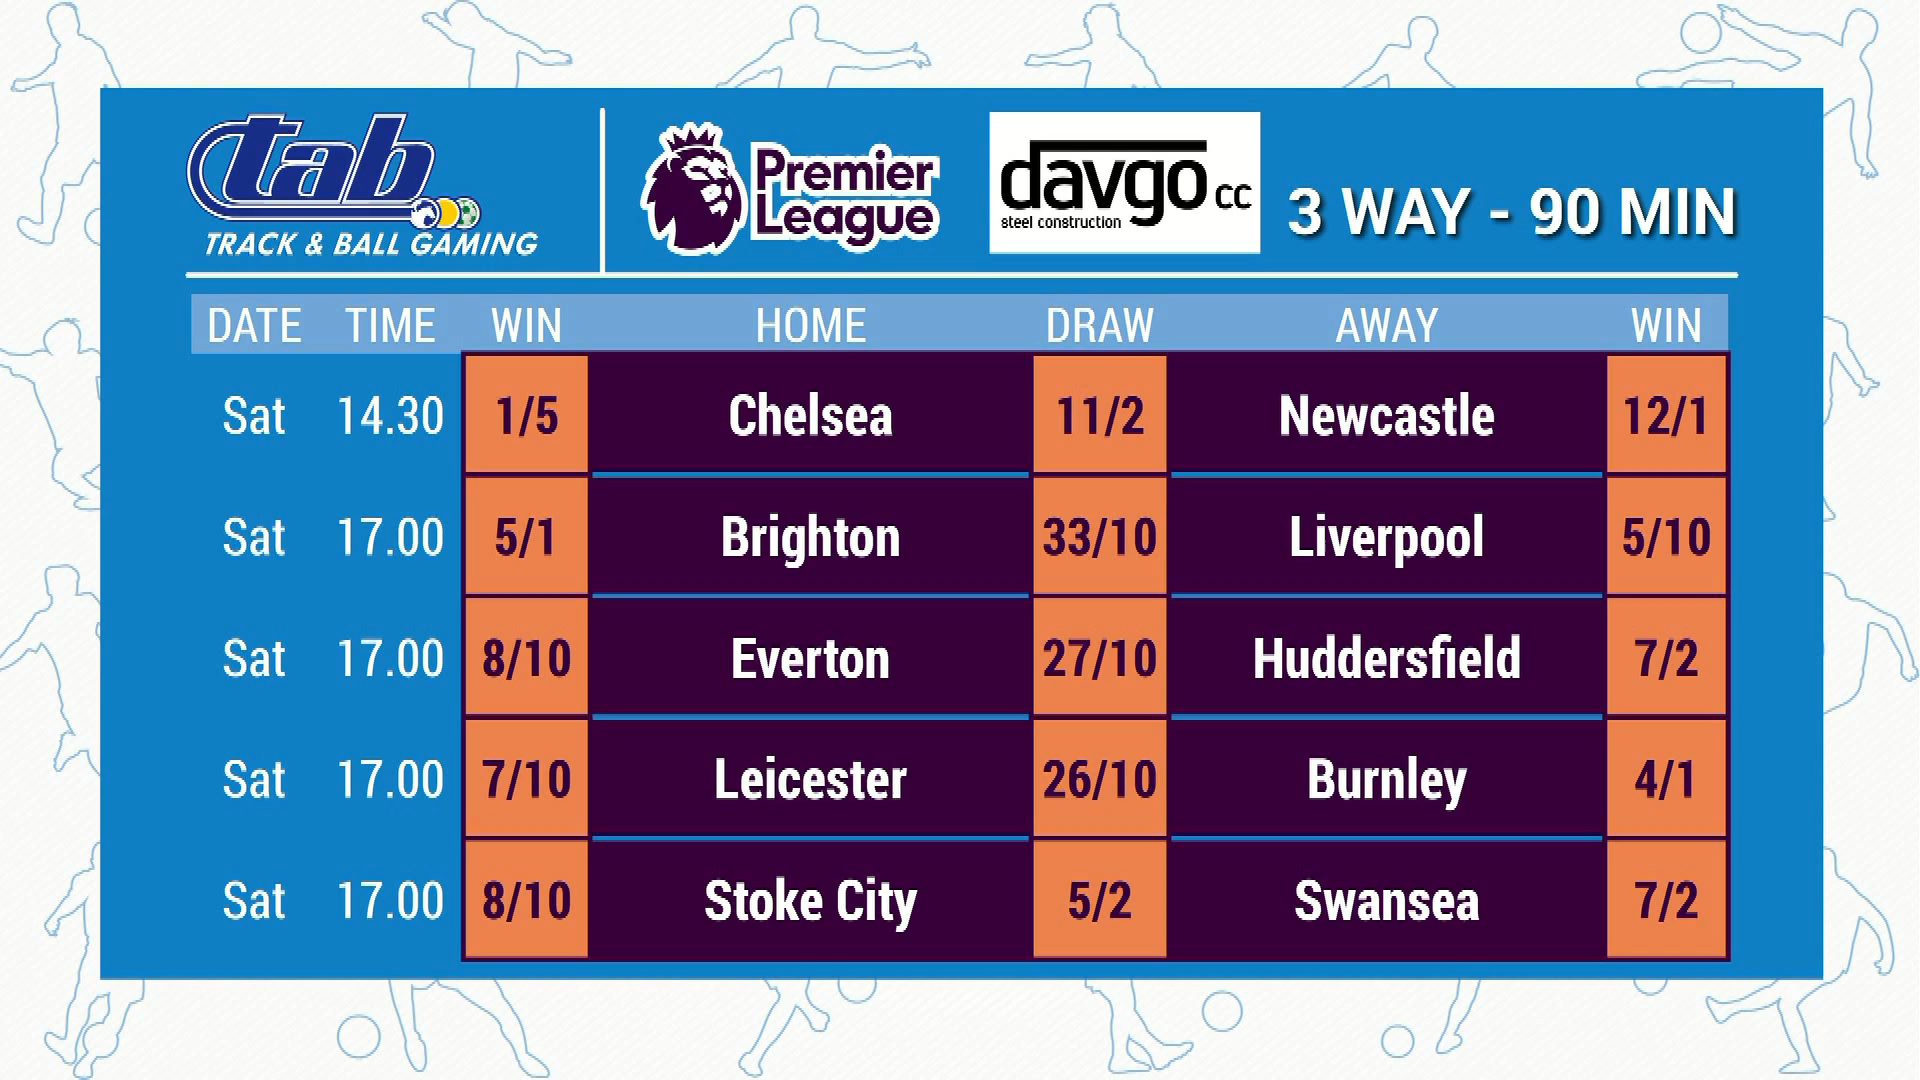 tab
TRACK & BALL GAMING
Premier
League
davgo cc
steel construction
3 WAY - 90 MIN
DATE TIME WIN HOME DRAW AWAY WIN
Sat 14.30 1/5 Chelsea 11/2 Newcastle 12/1
Sat 17.00 5/1 Brighton 33/10 Liverpool 5/10
Sat 17.00 8/10 Everton 27/10 Huddersfield 7/2
Sat 17.00 7/10 Leicester 26/10 Burnley 4/1
Sat 17.00 8/10 Stoke City 5/2 Swansea 7/2